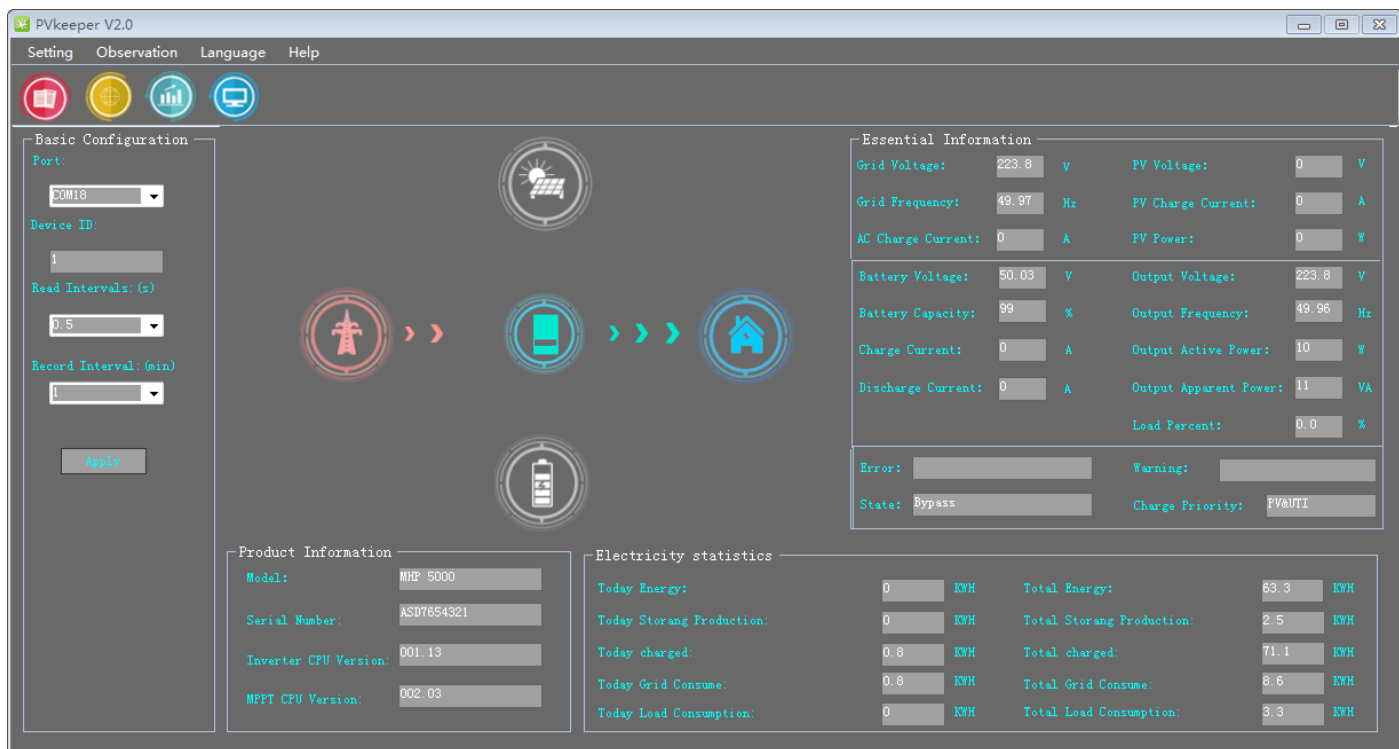 PVkeeper V2.0
Setting Observation Language Help
Basic Configuration
Port:
COM18
Device ID:
1
Read Intervals:(s)
0.5
Record Interval:(min)
1
Apply
Essential Information
Grid Voltage: 223.8 V PV Voltage: 0 V
Grid Frequency: 49.97 Hz PV Charge Current: 0 A
AC Charge Current: 0 A PV Power: 0 W
Battery Voltage: 50.03 V Output Voltage: 223.8 V
Battery Capacity: 99 % Output Frequency: 49.96 Hz
Charge Current: 0 A Output Active Power: 10 W
Discharge Current: 0 A Output Apparent Power: 11 VA
Load Percent: 0.0 %
Error: Warning:
State: Bypass Charge Priority: PV&UTI
Product Information
Model: MHP 5000
Serial Number: ASD7654321
Inverter CPU Version: 001.13
MPPT CPU Version: 002.03
Electricity statistics
Today Energy: 0 KWH Total Energy: 63.3 KWH
Today Storang Production: 0 KWH Total Storang Production: 2.5 KWH
Today charged: 0.8 KWH Total charged: 71.1 KWH
Today Grid Consume: 0.8 KWH Total Grid Consume: 8.6 KWH
Today Load Consumption: 0 KWH Total Load Consumption: 3.3 KWH